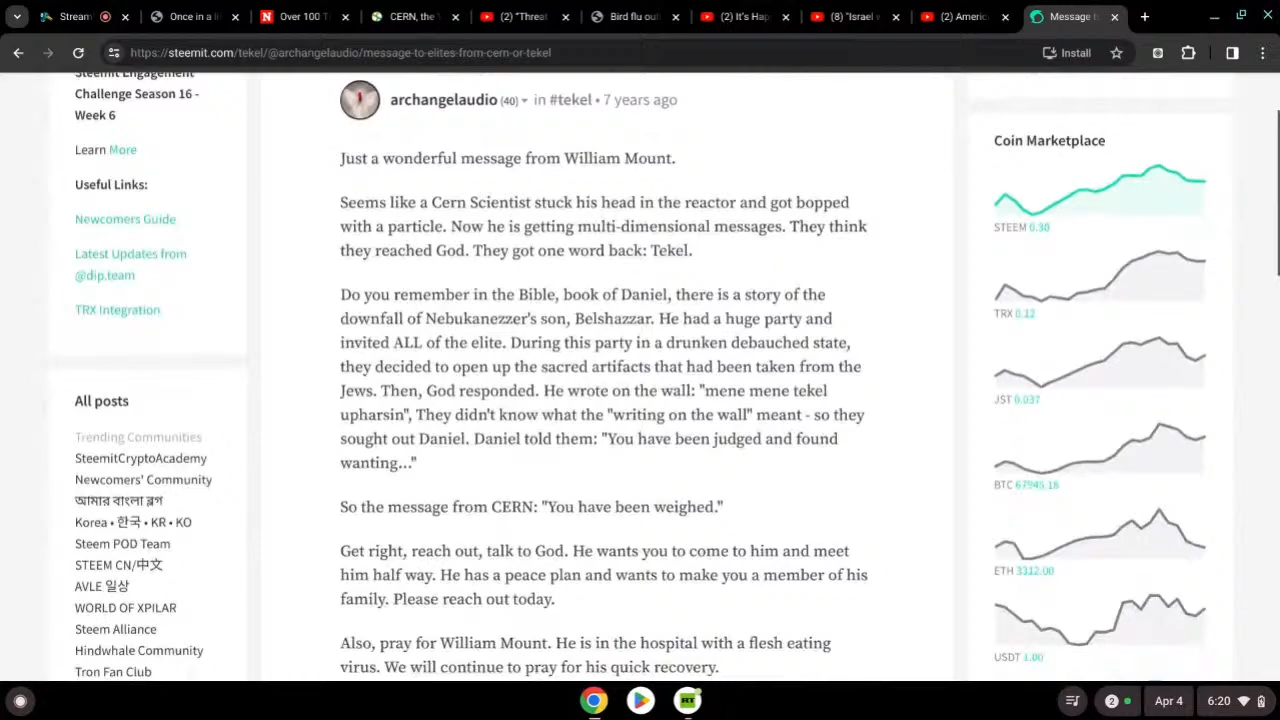 Stream
Once in a li
Over 100 T
CERN, the
(2) "Threat
Bird flu out
(2) It's Hap
(8) "Israel v
(2) Americ
Message to
https://steemit.com/tekel/@archangelaudio/message-to-elites-from-cern-or-tekel
Install
Steemit Engagement
Challenge Season 16 -
Week 6
Learn More
Useful Links:
Newcomers Guide
Latest Updates from
@dip.team
TRX Integration
All posts
Trending Communities
SteemitCryptoAcademy
Newcomers' Community
আমার বাংলা ব্লগ
Korea • 한국 • KR • KO
Steem POD Team
STEEM CN/中文
AVLE 일상
WORLD OF XPILAR
Steem Alliance
Hindwhale Community
Tron Fan Club
archangelaudio (40) in #tekel • 7 years ago
Just a wonderful message from William Mount.
Seems like a Cern Scientist stuck his head in the reactor and got bopped
with a particle. Now he is getting multi-dimensional messages. They think
they reached God. They got one word back: Tekel.
Do you remember in the Bible, book of Daniel, there is a story of the
downfall of Nebukanezzer's son, Belshazzar. He had a huge party and
invited ALL of the elite. During this party in a drunken debauched state,
they decided to open up the sacred artifacts that had been taken from the
Jews. Then, God responded. He wrote on the wall: "mene mene tekel
upharsin", They didn't know what the "writing on the wall" meant - so they
sought out Daniel. Daniel told them: "You have been judged and found
wanting..."
So the message from CERN: "You have been weighed."
Get right, reach out, talk to God. He wants you to come to him and meet
him half way. He has a peace plan and wants to make you a member of his
family. Please reach out today.
Also, pray for William Mount. He is in the hospital with a flesh eating
virus. We will continue to pray for his quick recovery.
Coin Marketplace
STEEM 0.30
TRX 0.12
JST 0.037
BTC 67945.18
ETH 3312.00
USDT 1.00
RT
2
Apr 4
6:20